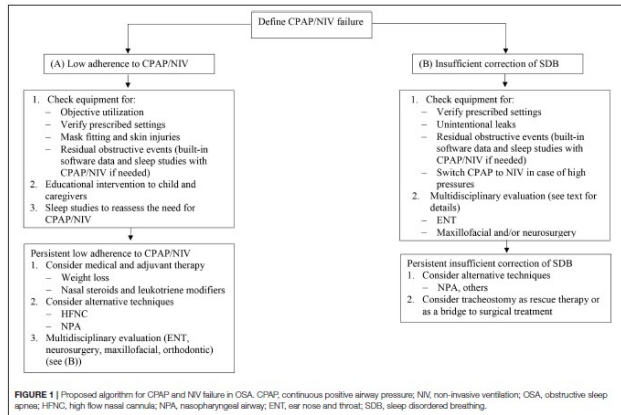 Define CPAP/NIV failure
(A) Low adherence to CPAP/NIV
1. Check equipment for:
– Objective utilization
– Verify prescribed settings
– Mask fitting and skin injuries
– Residual obstructive events (built-in
software data and sleep studies with
CPAP/NIV if needed)
2. Educational intervention to child and
caregivers
3. Sleep studies to reassess the need for
CPAP/NIV
Persistent low adherence to CPAP/NIV
1. Consider medical and adjuvant therapy
– Weight loss
– Nasal steroids and leukotriene modifiers
2. Consider alternative techniques
– HFNC
– NPA
3. Multidisciplinary evaluation (ENT,
neurosurgery, maxillofacial, orthodontic)
(see (B))
(B) Insufficient correction of SDB
1. Check equipment for:
– Verify prescribed settings
– Unintentional leaks
– Residual obstructive events (built-in
software data and sleep studies with
CPAP/NIV if needed)
– Switch CPAP to NIV in case of high
pressures
2. Multidisciplinary evaluation (see text for
details)
– ENT
– Maxillofacial and/or neurosurgery
Persistent insufficient correction of SDB
1. Consider alternative techniques
– NPA, others
2. Consider tracheostomy as rescue therapy or
as a bridge to surgical treatment
FIGURE 1 | Proposed algorithm for CPAP and NIV failure in OSA. CPAP, continuous positive airway pressure; NIV, non-invasive ventilation; OSA, obstructive sleep
apnea; HFNC, high flow nasal cannula; NPA, nasopharyngeal airway; ENT, ear nose and throat; SDB, sleep disordered breathing.